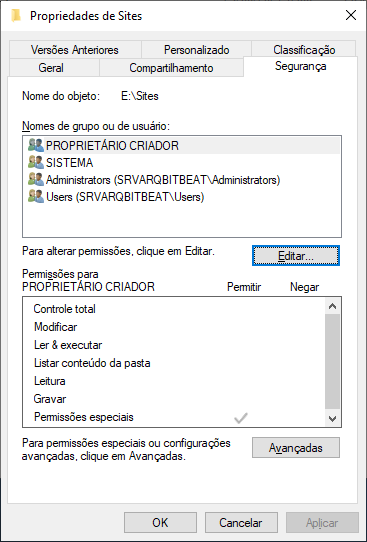 Propriedades de Sites
Versões Anteriores Personalizado Classificação
Geral Compartilhamento Segurança
Nome do objeto: E:\Sites
Nomes de grupo ou de usuário:
PROPRIETÁRIO CRIADOR
SISTEMA
Administrators (SRVARQBITBEAT\Administrators)
Users (SRVARQBITBEAT\Users)
Para alterar permissões, clique em Editar. Editar...
Permissões para
PROPRIETÁRIO CRIADOR Permitir Negar
Controle total
Modificar
Ler & executar
Listar conteúdo da pasta
Leitura
Gravar
Permissões especiais
Para permissões especiais ou configurações
avançadas, clique em Avançadas. Avançadas
OK Cancelar Aplicar